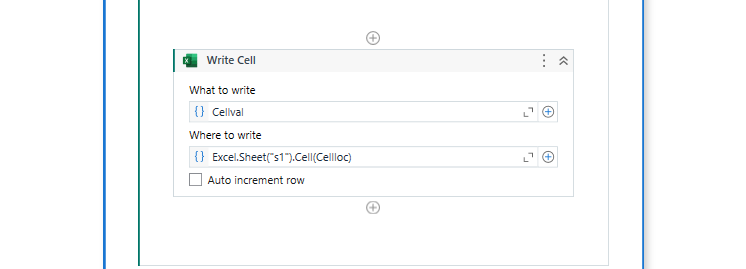 Write Cell
What to write
{ } Cellval
Where to write
{ } Excel.Sheet("s1").Cell(Cellloc)
Auto increment row